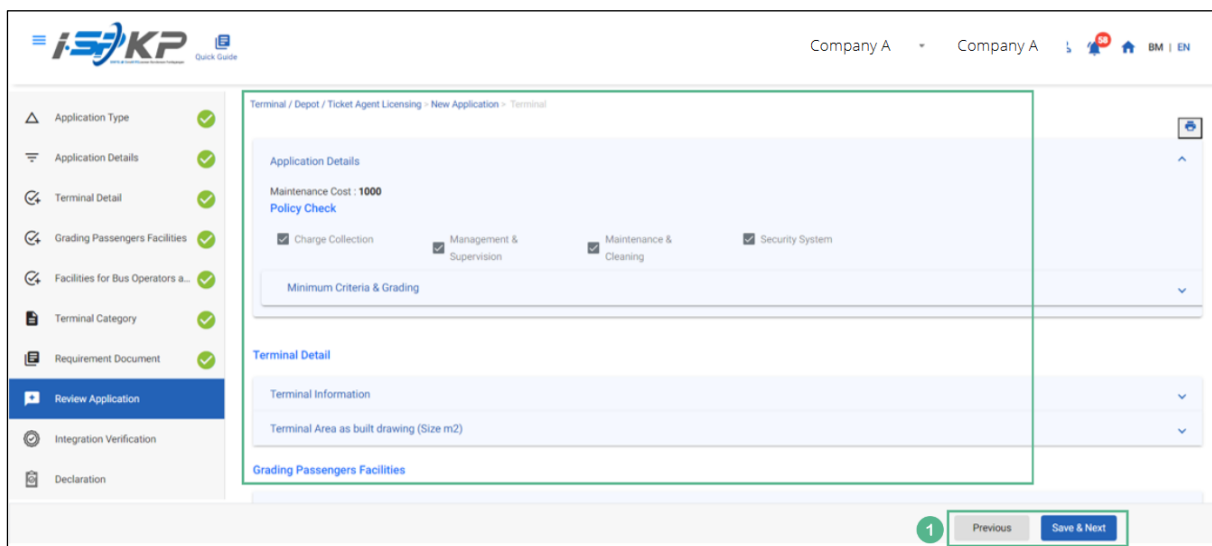 i-SPKP
Quick Guide
Company A
Company A
58
BM | EN
Application Type
Application Details
Terminal Detail
Grading Passengers Facilities
Facilities for Bus Operators a...
Terminal Category
Requirement Document
Review Application
Integration Verification
Declaration
Terminal / Depot / Ticket Agent Licensing > New Application > Terminal
Application Details
Maintenance Cost : 1000
Policy Check
Charge Collection
Management &
Supervision
Maintenance &
Cleaning
Security System
Minimum Criteria & Grading
Terminal Detail
Terminal Information
Terminal Area as built drawing (Size m2)
Grading Passengers Facilities
1
Previous
Save & Next